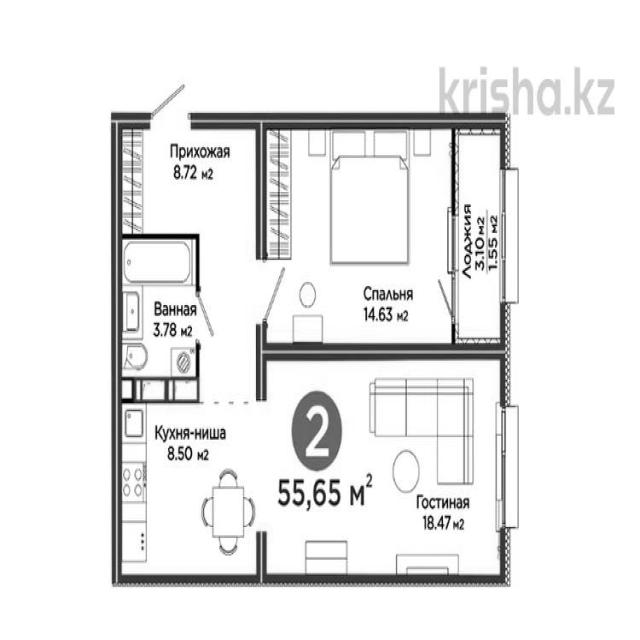 krisha.kz
Прихожая
8.72 м2
Лоджия
3.10 м2
1.55 м2
Спальня
14.63 м2
Ванная
3.78 м2
Кухня-ниша
8.50 м2
2
55,65 м2
Гостиная
18.47 м2